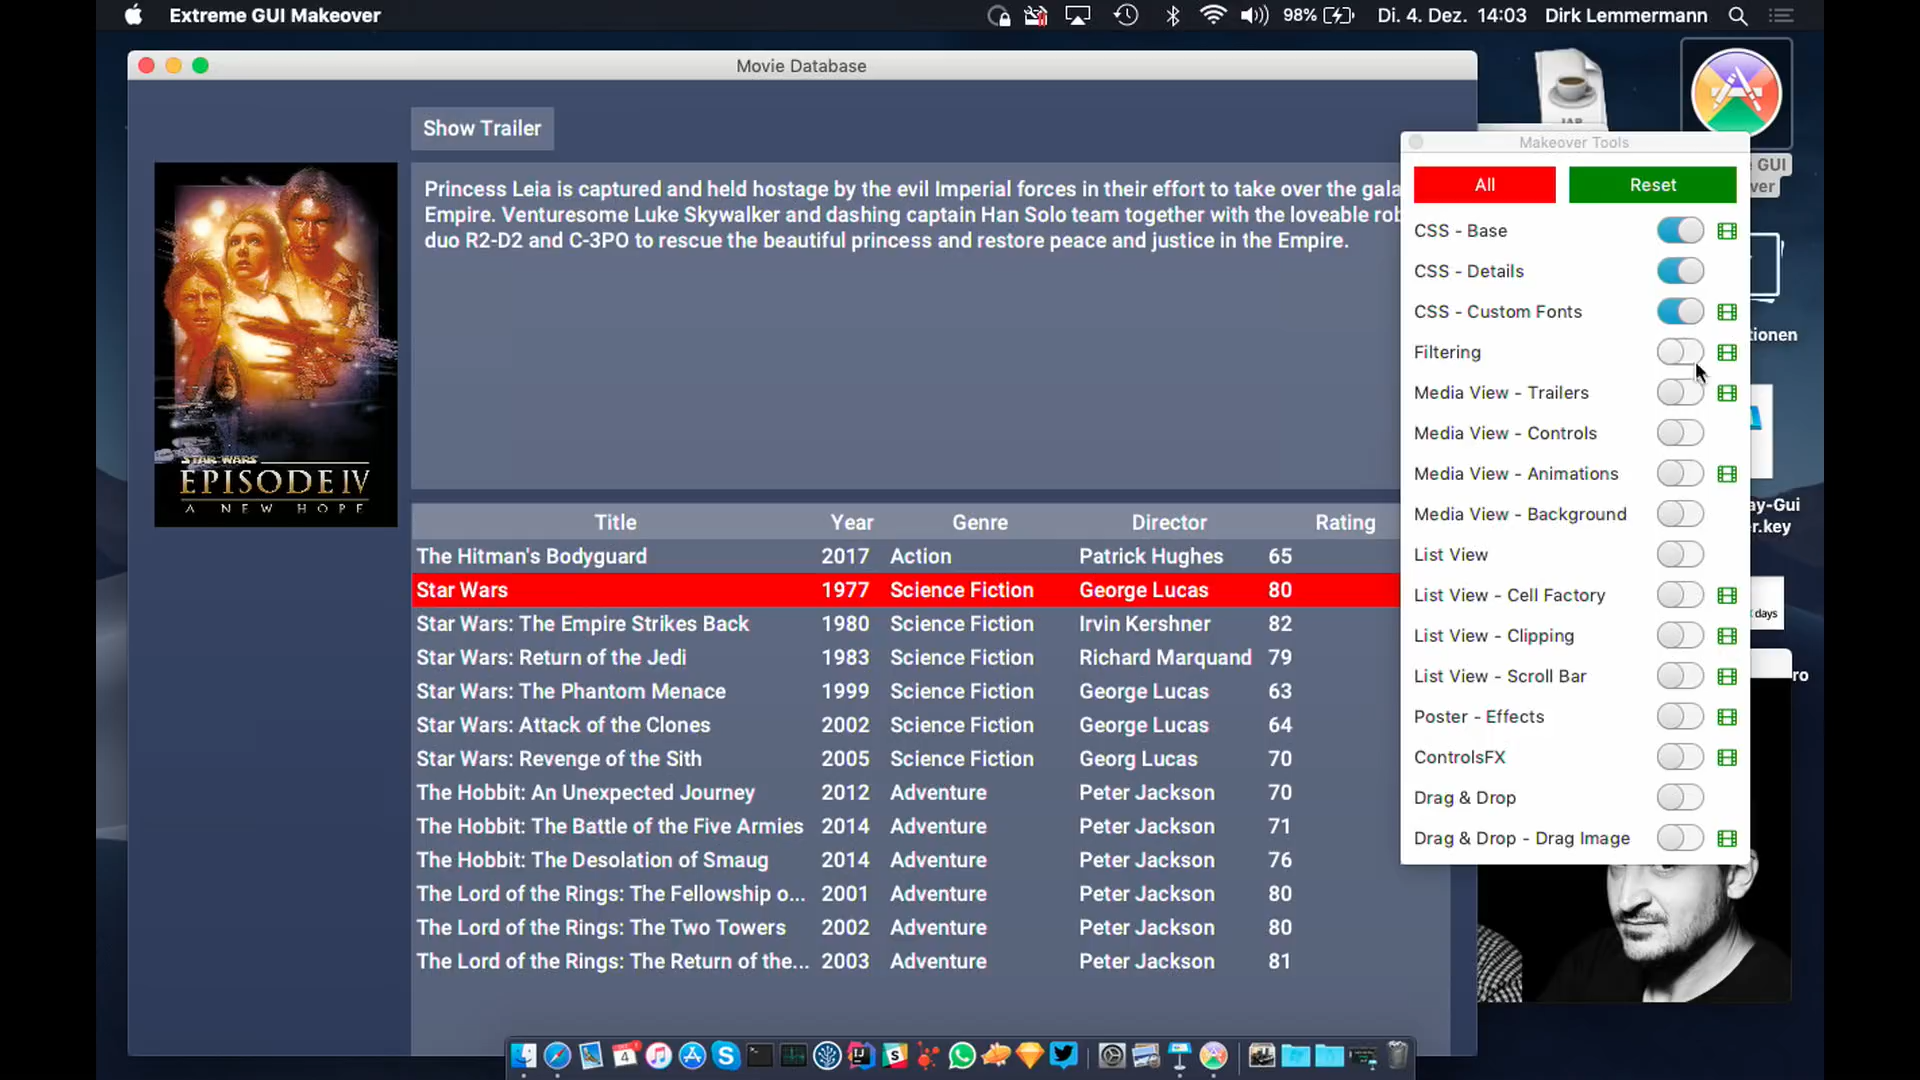 Extreme GUI Makeover
98%
Di. 4. Dez. 14:03
Dirk Lemmermann
Movie Database
Show Trailer
Princess Leia is captured and held hostage by the evil Imperial forces in their effort to take over the gala
Empire. Venturesome Luke Skywalker and dashing captain Han Solo team together with the loveable rob
duo R2-D2 and C-3PO to rescue the beautiful princess and restore peace and justice in the Empire.
STAR WARS
EPISODE IV
A NEW HOPE
Title Year Genre Director Rating
The Hitman's Bodyguard 2017 Action Patrick Hughes 65
Star Wars 1977 Science Fiction George Lucas 80
Star Wars: The Empire Strikes Back 1980 Science Fiction Irvin Kershner 82
Star Wars: Return of the Jedi 1983 Science Fiction Richard Marquand 79
Star Wars: The Phantom Menace 1999 Science Fiction George Lucas 63
Star Wars: Attack of the Clones 2002 Science Fiction George Lucas 64
Star Wars: Revenge of the Sith 2005 Science Fiction Georg Lucas 70
The Hobbit: An Unexpected Journey 2012 Adventure Peter Jackson 70
The Hobbit: The Battle of the Five Armies 2014 Adventure Peter Jackson 71
The Hobbit: The Desolation of Smaug 2014 Adventure Peter Jackson 76
The Lord of the Rings: The Fellowship o... 2001 Adventure Peter Jackson 80
The Lord of the Rings: The Two Towers 2002 Adventure Peter Jackson 80
The Lord of the Rings: The Return of the... 2003 Adventure Peter Jackson 81
Makeover Tools
All
Reset
CSS - Base
CSS - Details
CSS - Custom Fonts
Filtering
Media View - Trailers
Media View - Controls
Media View - Animations
Media View - Background
List View
List View - Cell Factory
List View - Clipping
List View - Scroll Bar
Poster - Effects
ControlsFX
Drag & Drop
Drag & Drop - Drag Image
GUI
ver
tionen
ay-Gui
r.key
days
ro
4